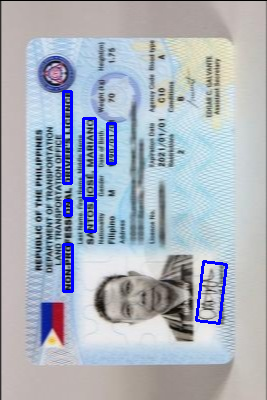 REPUBLIC OF THE PHILIPPINES
DEPARTMENT OF TRANSPORTATION
LAND TRANSPORTATION OFFICE
DRIVER'S LICENSE
Last Name, First Name, Middle Name
SANTOS, JOSE, MARIANO
Nationality Gender Date of Birth Weight (kg) Height(m)
Filipino M 70 1.75
Address
License No. Expiration Date Agency Code Blood Type
2021/01/01 G10 A
Restrictions Conditions
2 B
EDGAR C. GALVANTE
Assistant Secretary